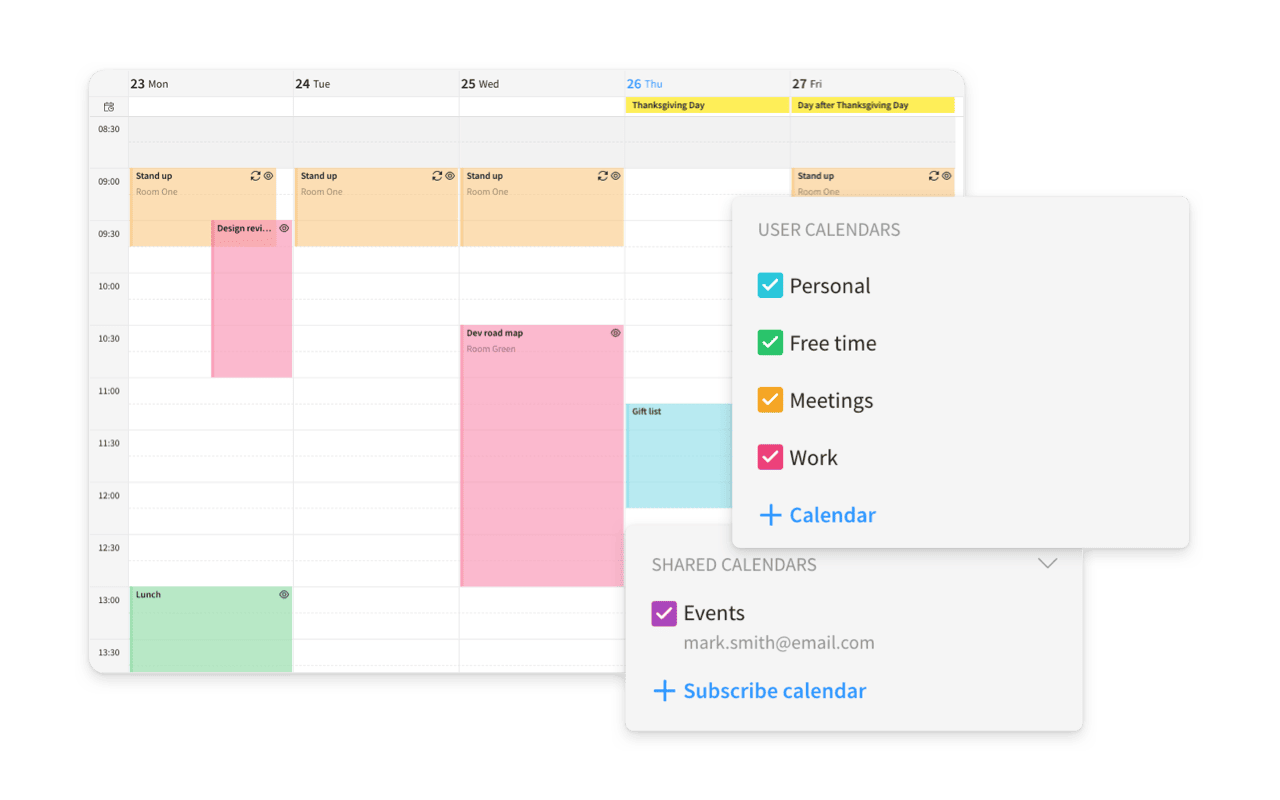 23 Mon
24 Tue
25 Wed
26 Thu
27 Fri
Thanksgiving Day
Day after Thanksgiving Day
08:30
09:00
09:30
10:00
10:30
11:00
11:30
12:00
12:30
13:00
13:30
Stand up
Room One
Design revi...
Lunch
Stand up
Room One
Stand up
Room One
Dev road map
Room Green
Gift list
Stand up
Room One
USER CALENDARS
Personal
Free time
Meetings
Work
+ Calendar
SHARED CALENDARS
Events
mark.smith@email.com
+ Subscribe calendar